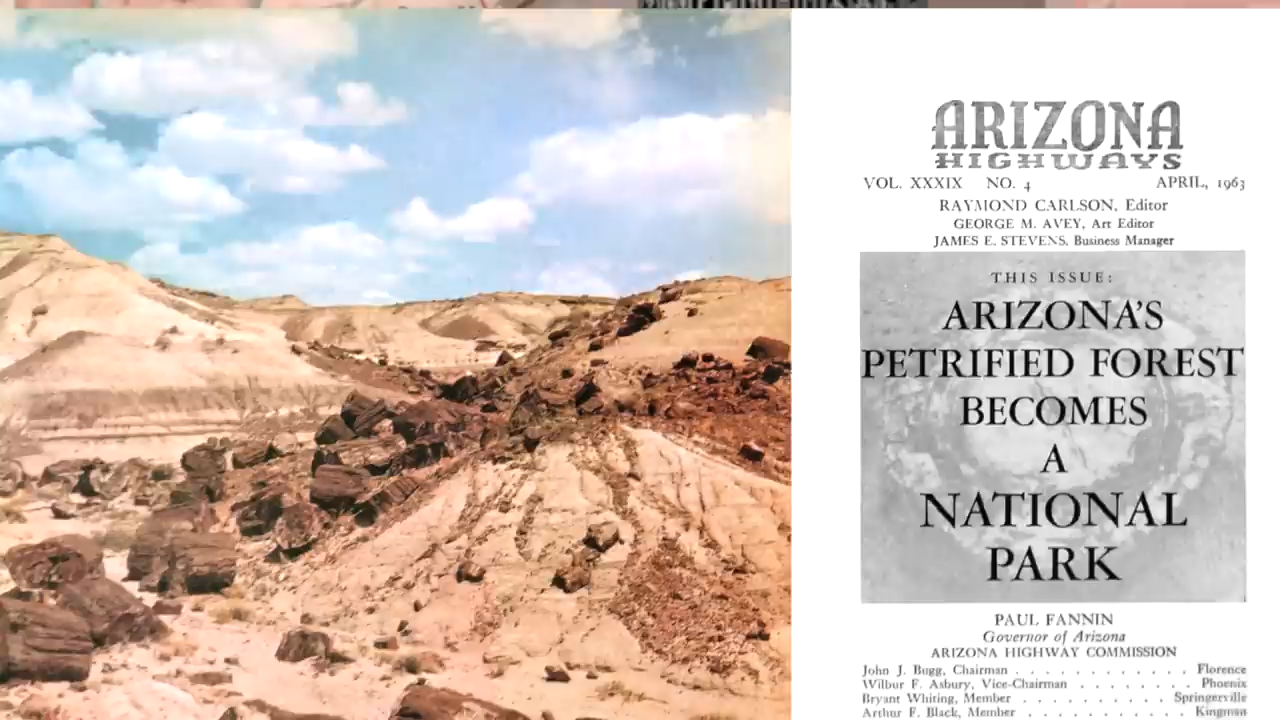 ARIZONA
HIGHWAYS
VOL. XXXIX NO. 4 APRIL, 1963
RAYMOND CARLSON, Editor
GEORGE M. AVEY, Art Editor
JAMES E. STEVENS, Business Manager
THIS ISSUE:
ARIZONA'S
PETRIFIED FOREST
BECOMES
A
NATIONAL
PARK
PAUL FANNIN
Governor of Arizona
ARIZONA HIGHWAY COMMISSION
John J. Bugg, Chairman . . . . . . . . . . . Florence
Wilbur F. Asbury, Vice-Chairman . . . . . . . Phoenix
Bryant Whiting, Member . . . . . . . . . Springerville
Arthur F. Black, Member . . . . . . . . . . Kingman